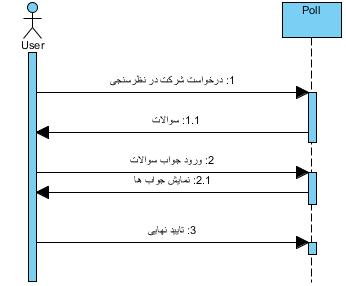 Poll
User
1: درخواست شرکت در نظرسنجی
1.1: سوالات
2: ورود جواب سوالات
2.1: نمایش جواب ها
3: تایید نهایی